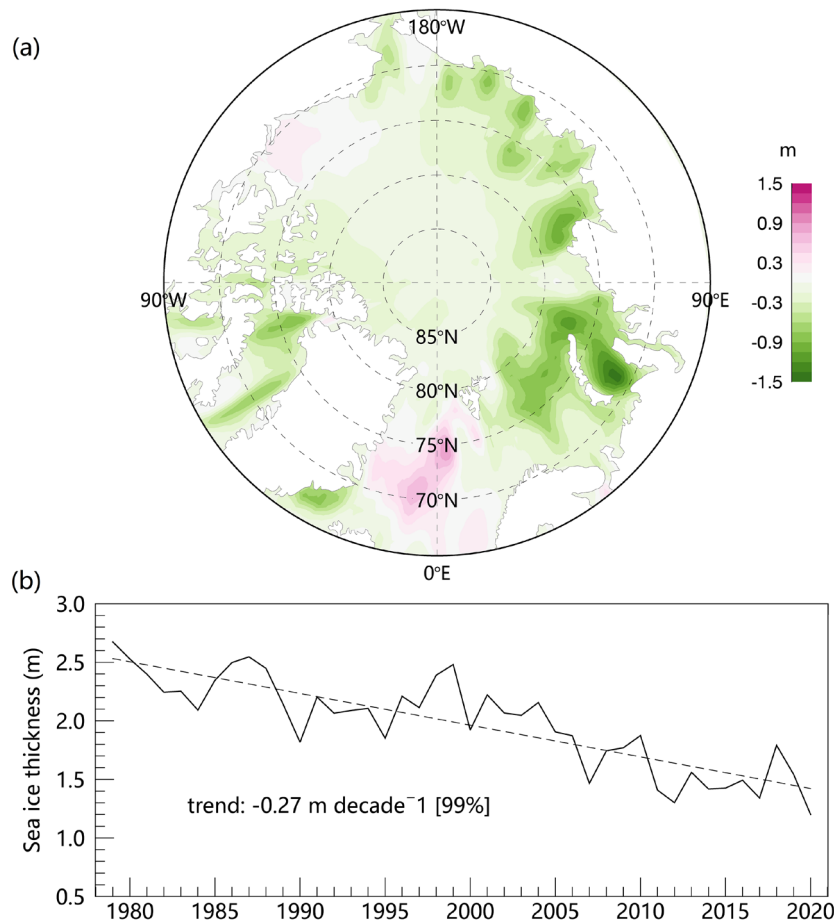 (a)
180°W
m
1.5
0.9
0.3
-0.3
-0.9
-1.5
90°W
90°E
85°N
80°N
75°N
70°N
0°E
(b)
3.0
2.5
2.0
1.5
1.0
0.5
Sea ice thickness (m)
trend: -0.27 m decade⁻1 [99%]
1980 1985 1990 1995 2000 2005 2010 2015 2020